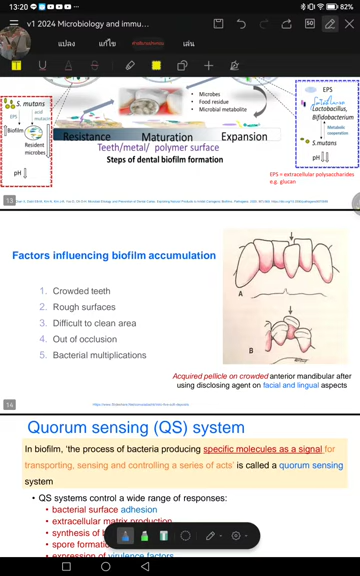 13:20
81%
v1 2024 Microbiology and immu...
50
แปลง
แก้ไข
เล่น
EPS
S. mutans
acid
EPS
Biofilm
Resident
microbes
pH
• Microbes
• Food residue
• Microbial metabolite
Resistance Maturation Expansion
Teeth/metal/ polymer surface
Steps of dental biofilm formation
EPS
Lactobacillus,
Bifidobacterium
Metabolic cooperation
S.mutans
pH
EPS = extracellular polysaccharides
e.g. glucan
13
Factors influencing biofilm accumulation
1. Crowded teeth
2. Rough surfaces
3. Difficult to clean area
4. Out of occlusion
5. Bacterial multiplications
A
B
Acquired pellicle on crowded anterior mandibular after
using disclosing agent on facial and lingual aspects
14
Quorum sensing (QS) system
In biofilm, ‘the process of bacteria producing specific molecules as a signal for
transporting, sensing and controlling a series of acts’ is called a quorum sensing
system
• QS systems control a wide range of responses:
• bacterial surface adhesion
• extracellular matrix production
• synthesis of
• spore
• expression of virulence factors